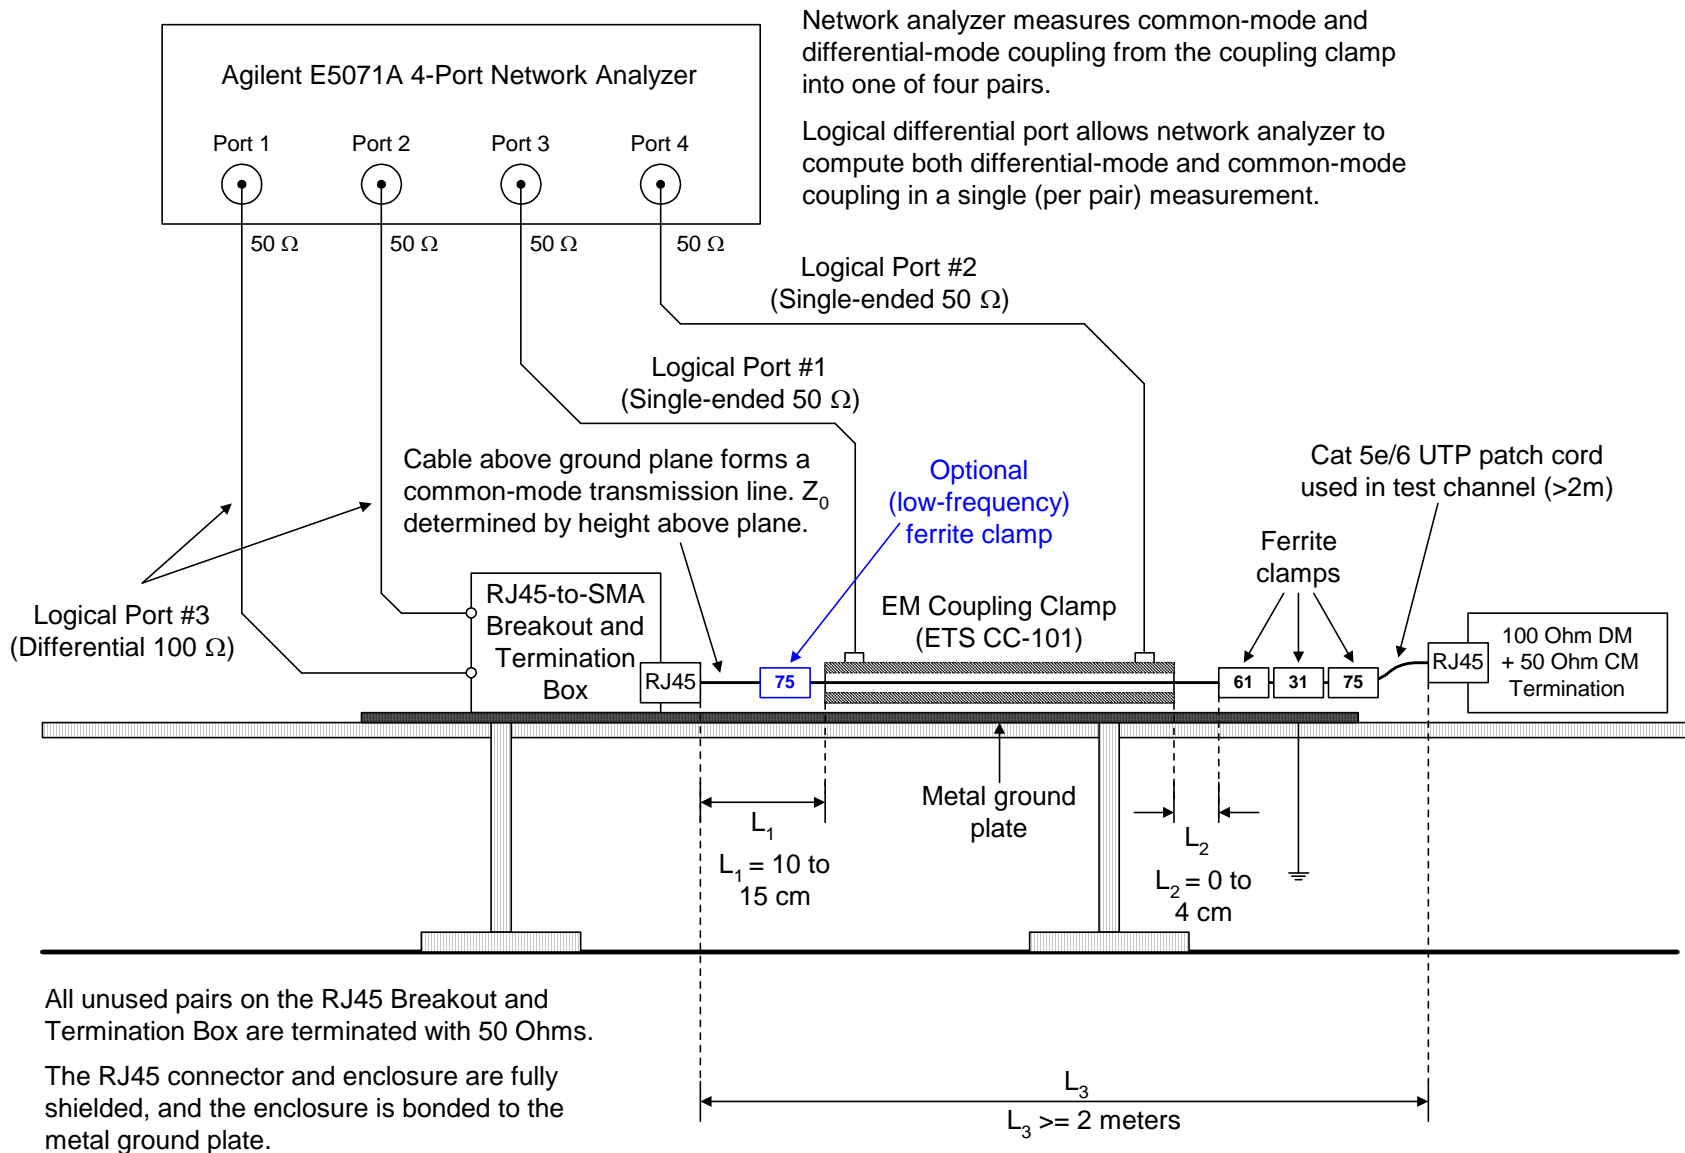 Network analyzer measures common-mode and
differential-mode coupling from the coupling clamp
into one of four pairs.
Logical differential port allows network analyzer to
compute both differential-mode and common-mode
coupling in a single (per pair) measurement.
Agilent E5071A 4-Port Network Analyzer
Port 1
Port 2
Port 3
Port 4
50 Ω
50 Ω
50 Ω
50 Ω
Logical Port #2
(Single-ended 50 Ω)
Logical Port #1
(Single-ended 50 Ω)
Cable above ground plane forms a
common-mode transmission line. Z0
determined by height above plane.
Optional
(low-frequency)
ferrite clamp
Cat 5e/6 UTP patch cord
used in test channel (>2m)
Ferrite
clamps
Logical Port #3
(Differential 100 Ω)
RJ45-to-SMA
Breakout and
Termination
Box
RJ45
75
EM Coupling Clamp
(ETS CC-101)
61
31
75
RJ45
100 Ohm DM
+ 50 Ohm CM
Termination
Metal ground
plate
L1
L1 = 10 to
15 cm
L2
L2 = 0 to
4 cm
L3
L3 >= 2 meters
All unused pairs on the RJ45 Breakout and
Termination Box are terminated with 50 Ohms.
The RJ45 connector and enclosure are fully
shielded, and the enclosure is bonded to the
metal ground plate.